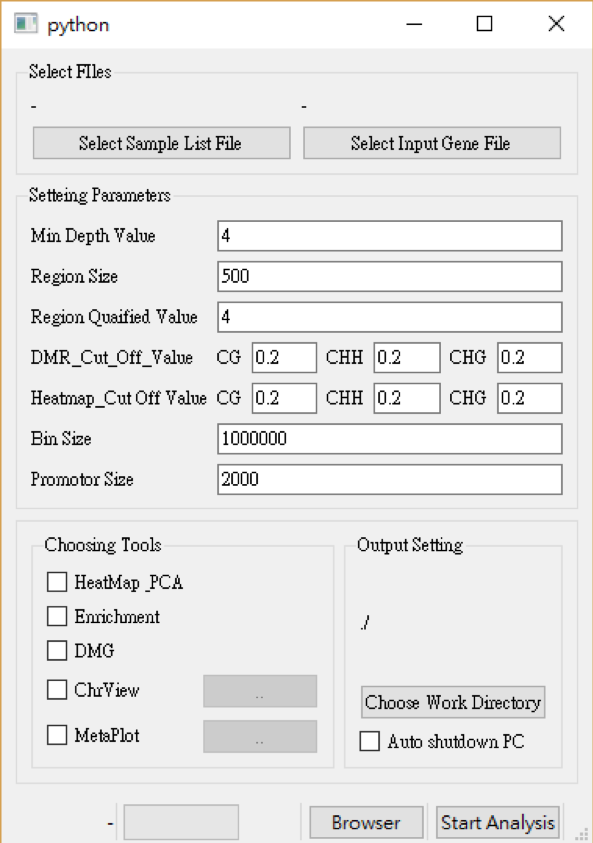 python
Select FIles
- -
Select Sample List File Select Input Gene File
Setteing Parameters
Min Depth Value 4
Region Size 500
Region Quaified Value 4
DMR_Cut_Off_Value CG 0.2 CHH 0.2 CHG 0.2
Heatmap_Cut Off Value CG 0.2 CHH 0.2 CHG 0.2
Bin Size 1000000
Promotor Size 2000
Choosing Tools
HeatMap_PCA
Enrichment
DMG
ChrView ..
MetaPlot ..
Output Setting
./
Choose Work Directory
Auto shutdown PC
- Browser Start Analysis